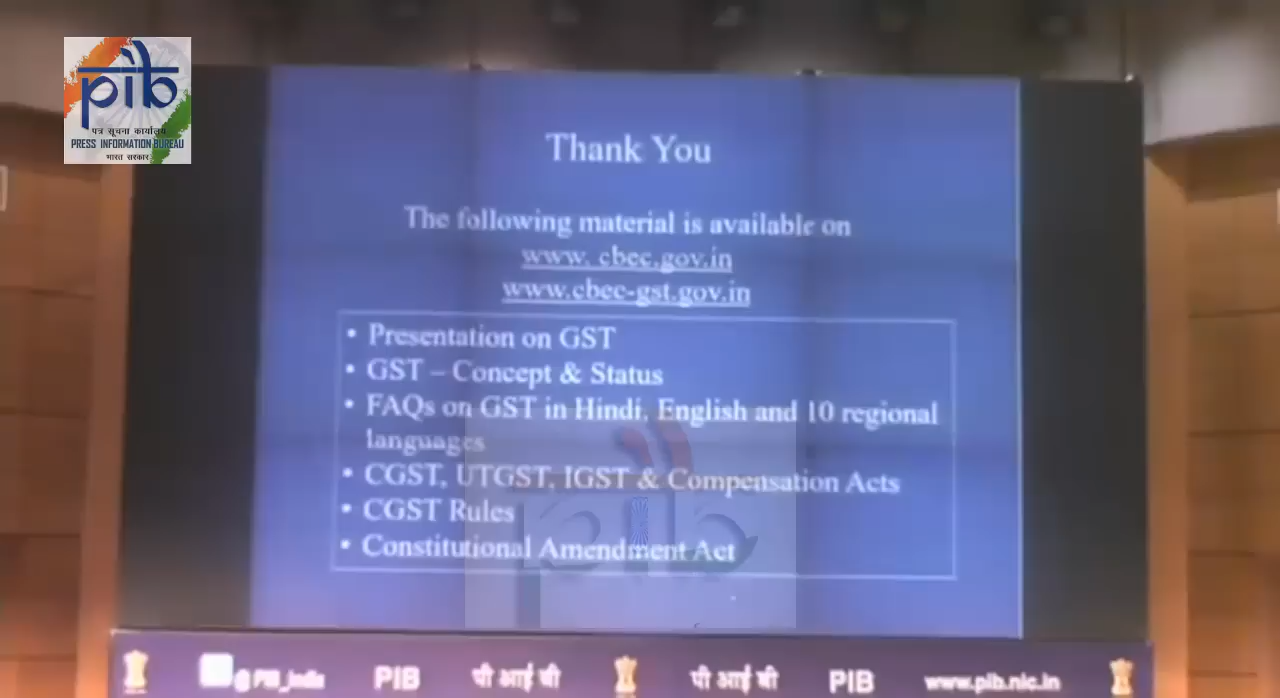 pib
पत्र सूचना कार्यालय
PRESS INFORMATION BUREAU
भारत सरकार
Thank You
The following material is available on
www. cbec.gov.in
www.cbec-gst.gov.in
• Presentation on GST
• GST – Concept & Status
• FAQs on GST in Hindi, English and 10 regional
languages
• CGST, UTGST, IGST & Compensation Acts
• CGST Rules
• Constitutional Amendment Act
pib
@PIB_India PIB पी आई बी पी आई बी PIB www.pib.nic.in